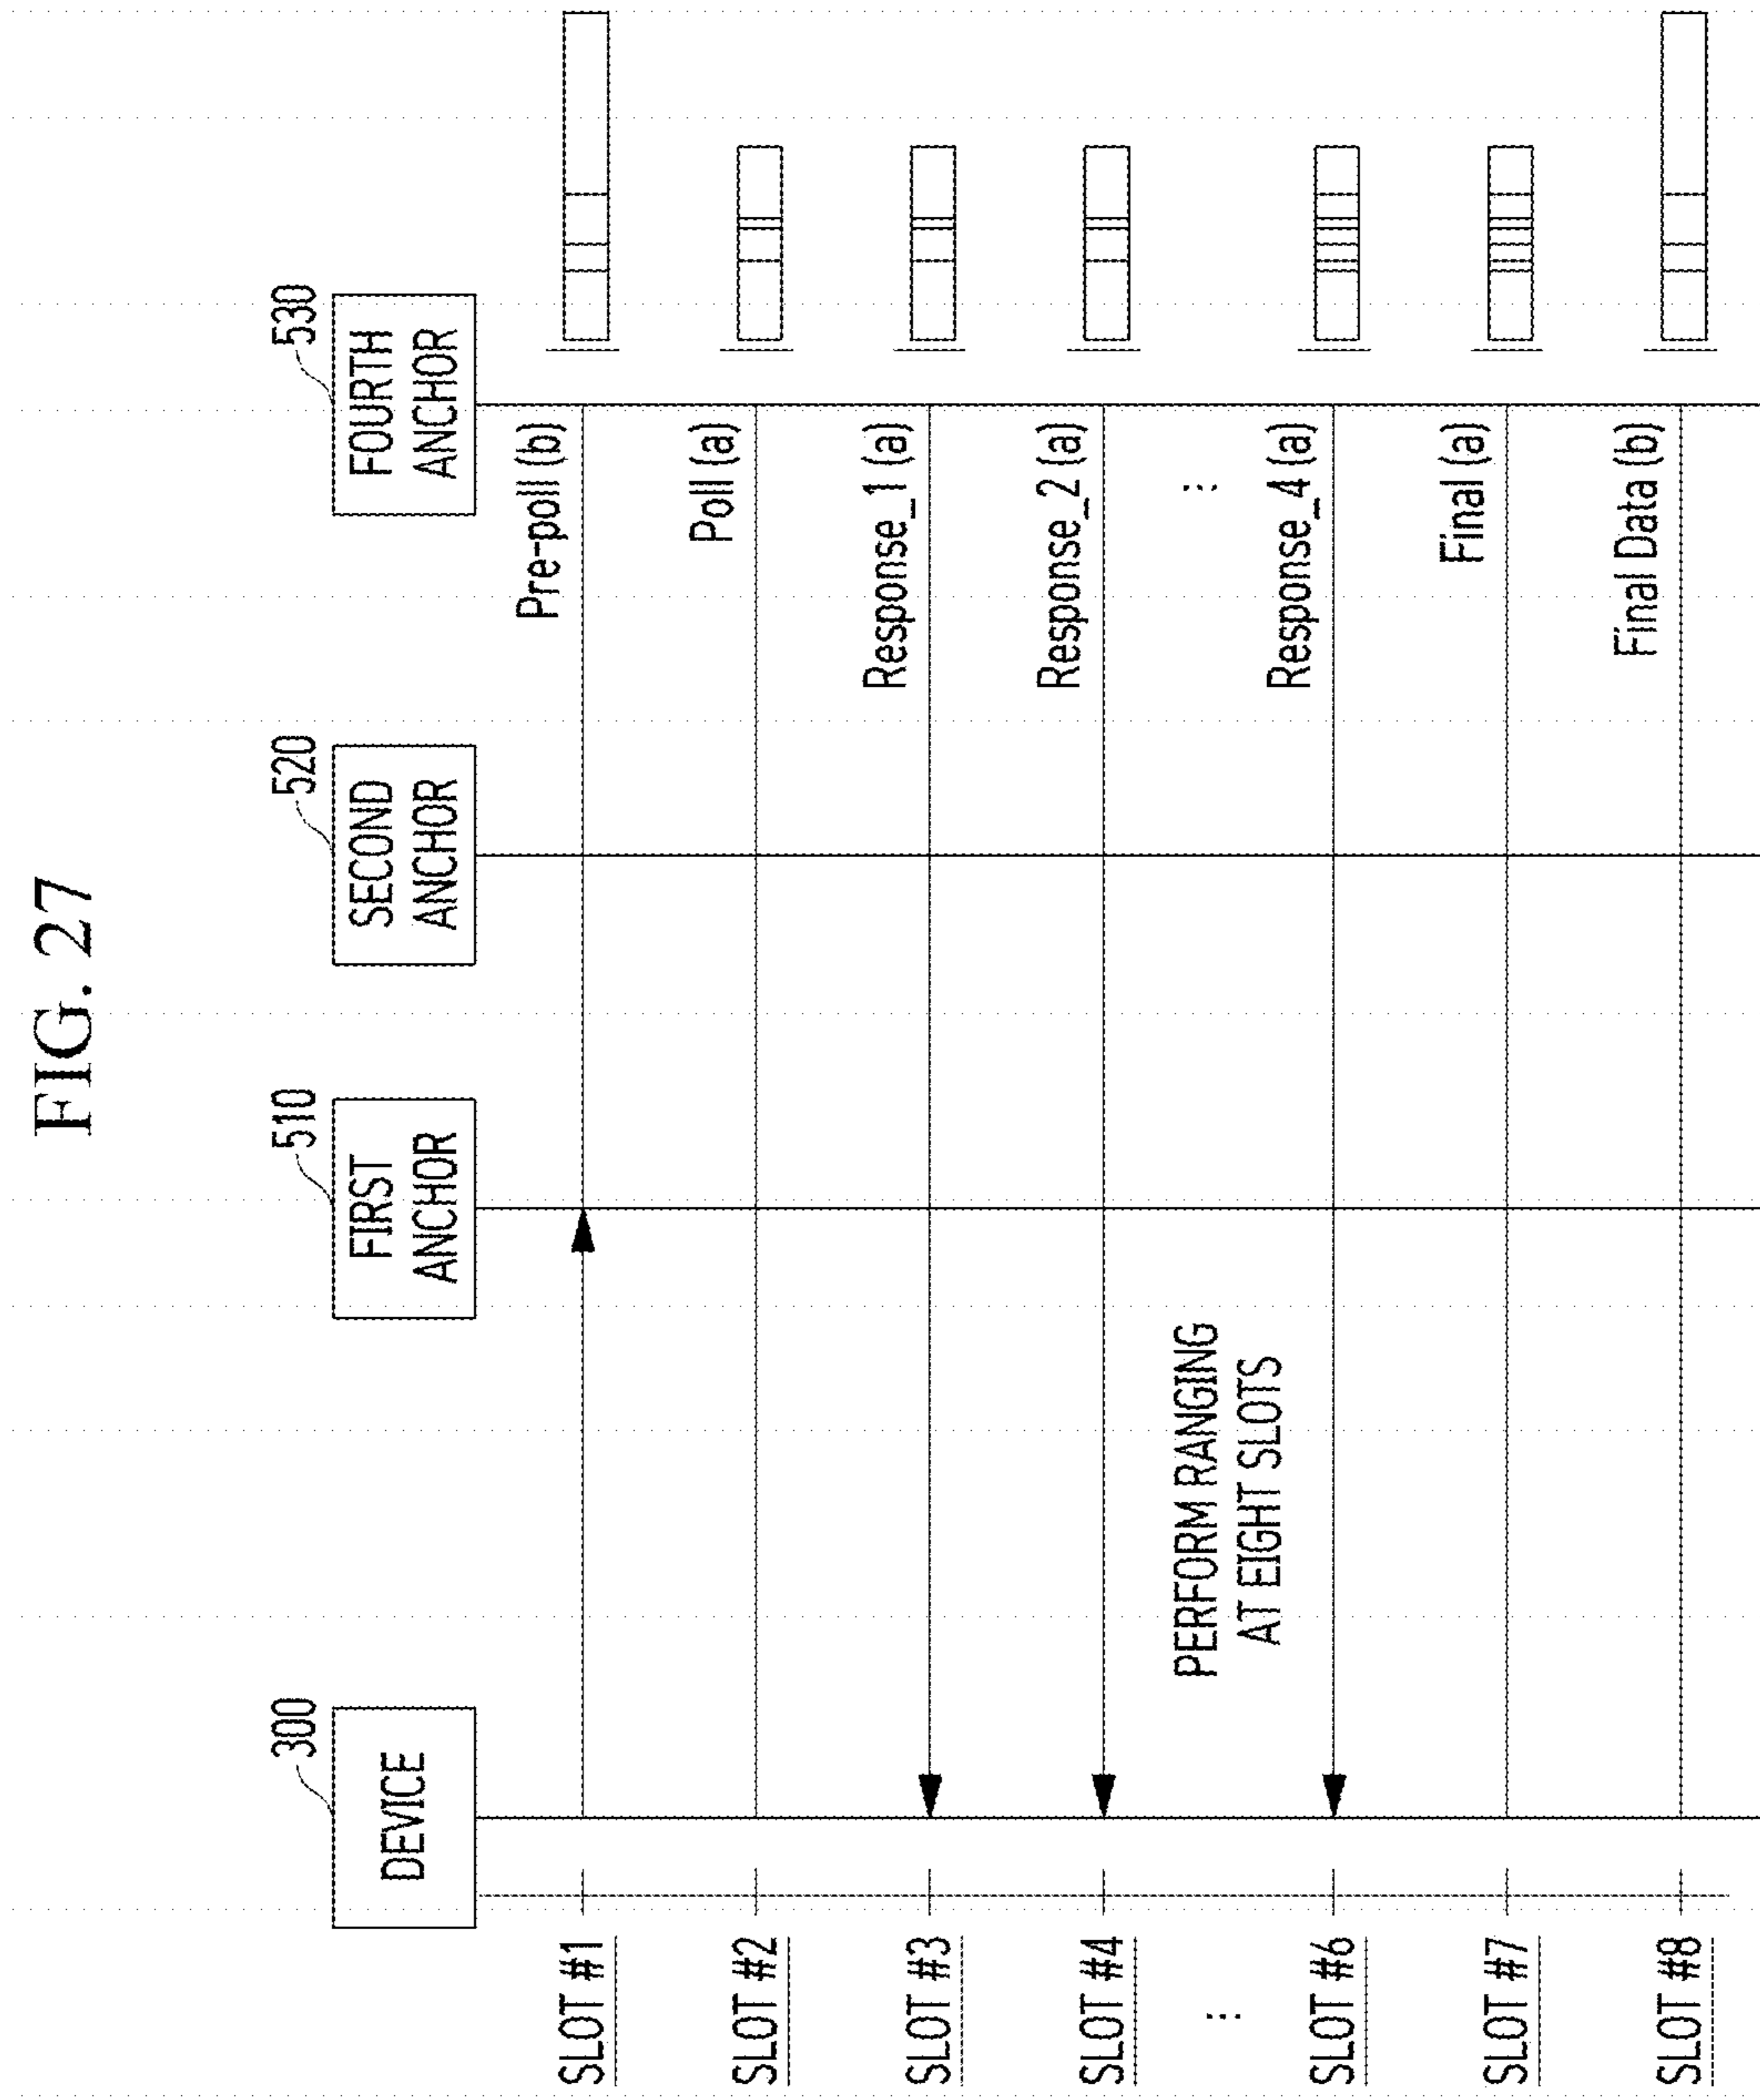 FIG. 27
300
510
520
530
DEVICE
FIRST
ANCHOR
SECOND
ANCHOR
FOURTH
ANCHOR
SLOT #1
Pre-poll (b)
SLOT #2
Poll (a)
SLOT #3
Response_1 (a)
SLOT #4
Response_2 (a)
PERFORM RANGING
AT EIGHT SLOTS
SLOT #6
Response_4 (a)
SLOT #7
Final (a)
SLOT #8
Final Data (b)